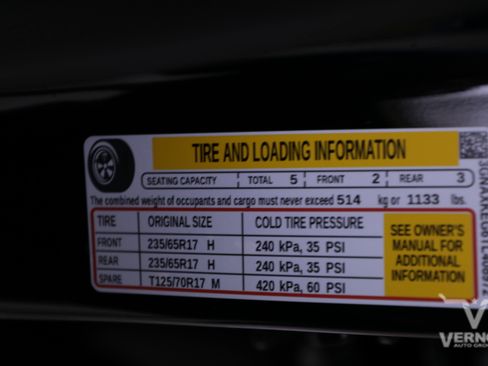 TIRE AND LOADING INFORMATION
SEATING CAPACITY TOTAL 5 FRONT 2 REAR 3
The combined weight of occupants and cargo must never exceed 514 kg or 1133 lbs.
TIRE ORIGINAL SIZE COLD TIRE PRESSURE
FRONT 235/65R17 H 240 kPa, 35 PSI
REAR 235/65R17 H 240 kPa, 35 PSI
SPARE T125/70R17 M 420 kPa, 60 PSI
SEE OWNER'S
MANUAL FOR
ADDITIONAL
INFORMATION
AUTO GROUP